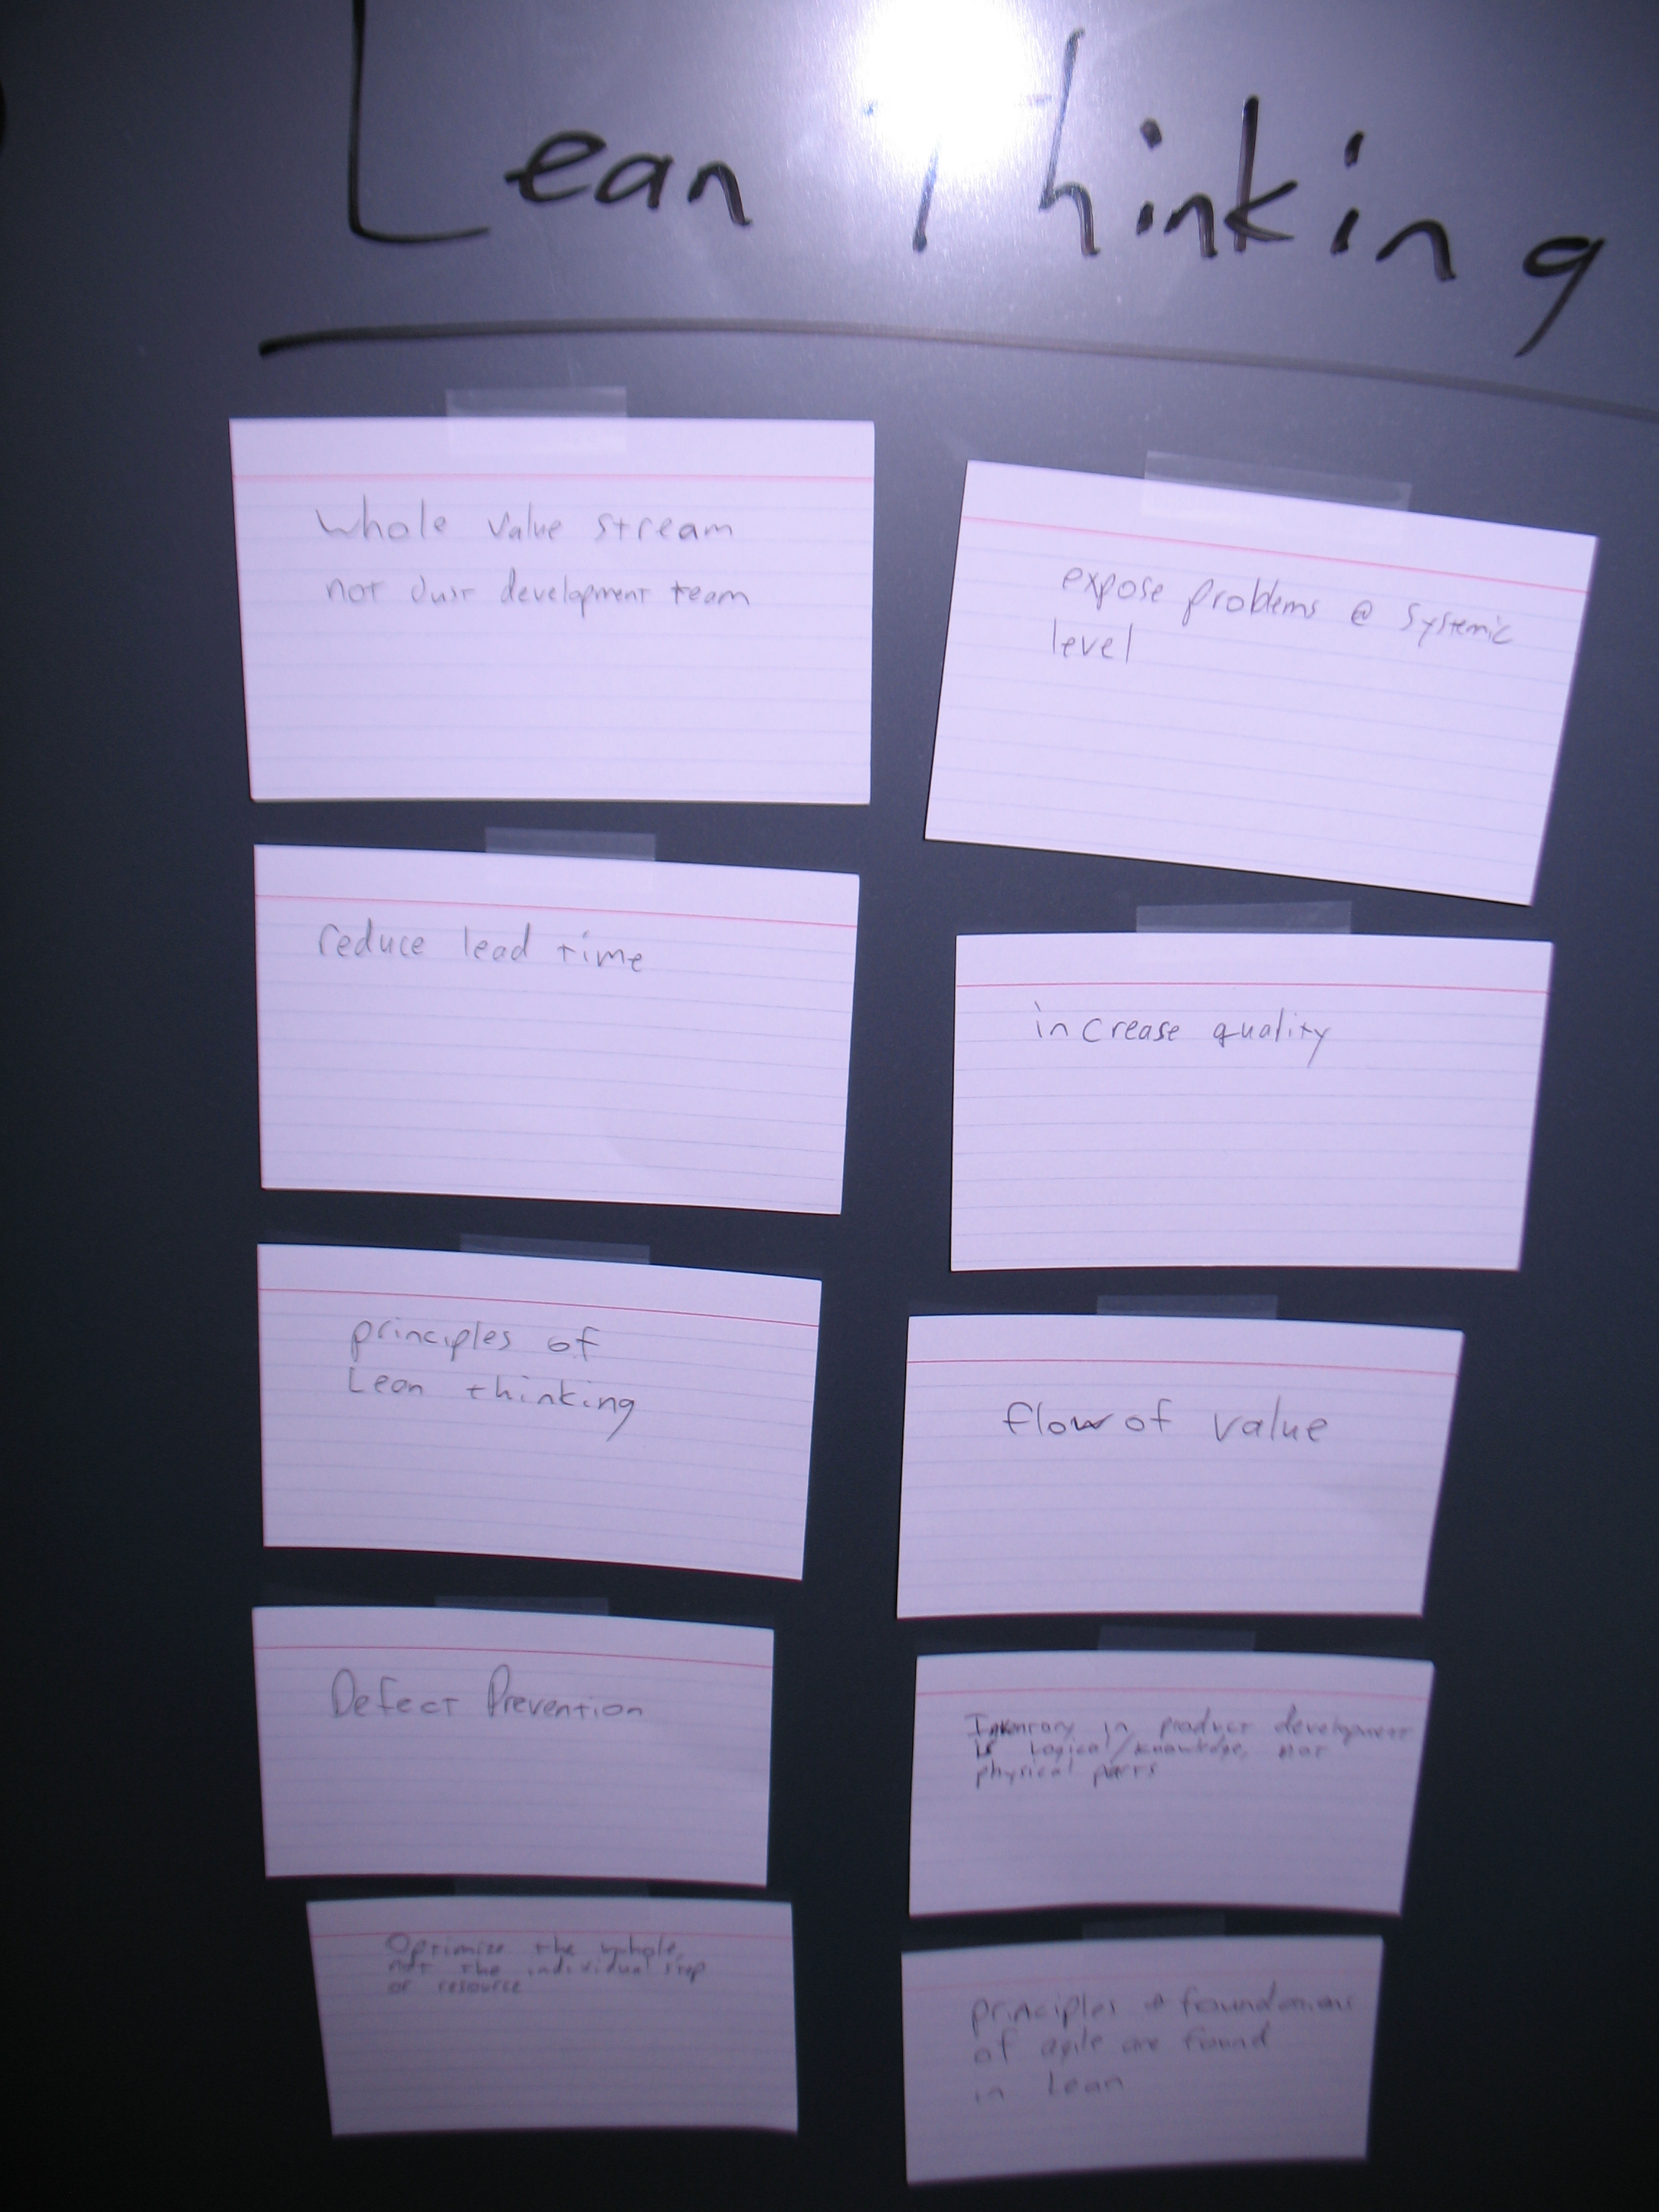 Lean Thinking
Whole value stream
not Just development team
expose problems @ systemic
level
reduce lead time
increase quality
principles of
Lean thinking
flow of value
Defect Prevention
Inventory in product development
is Logical/knowledge, not
physical parts
Optimize the whole,
not the individual step
or resource
principles + foundations
of agile are found
in Lean